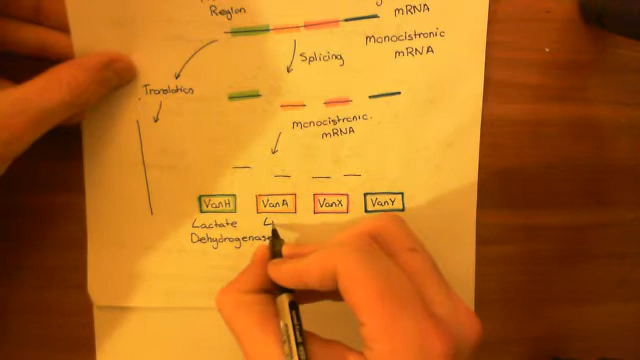 Region
mRNA
Monocistronic
mRNA
Splicing
Translation
Monocistronic
mRNA
VanH
VanA
VanX
VanY
Lactate
Dehydrogenase